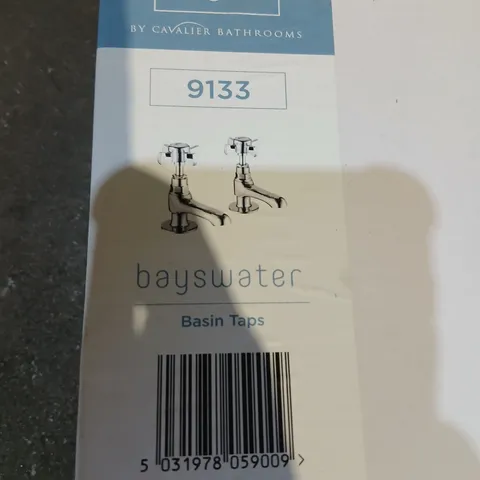 BY CAVALIER BATHROOMS
9133
bayswater
Basin Taps
5 031978 059009 >